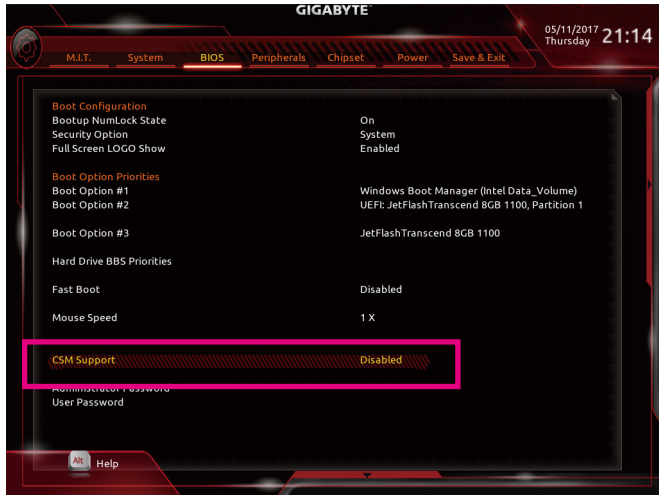 GIGABYTE™
05/11/2017 21:14
Thursday
M.I.T. System BIOS Peripherals Chipset Power Save & Exit
Boot Configuration
Bootup NumLock State On
Security Option System
Full Screen LOGO Show Enabled
Boot Option Priorities
Boot Option #1 Windows Boot Manager (Intel Data_Volume)
Boot Option #2 UEFI: JetFlashTranscend 8GB 1100, Partition 1
Boot Option #3 JetFlashTranscend 8GB 1100
Hard Drive BBS Priorities
Fast Boot Disabled
Mouse Speed 1 X
CSM Support Disabled
Administrator Password
User Password
Alt Help